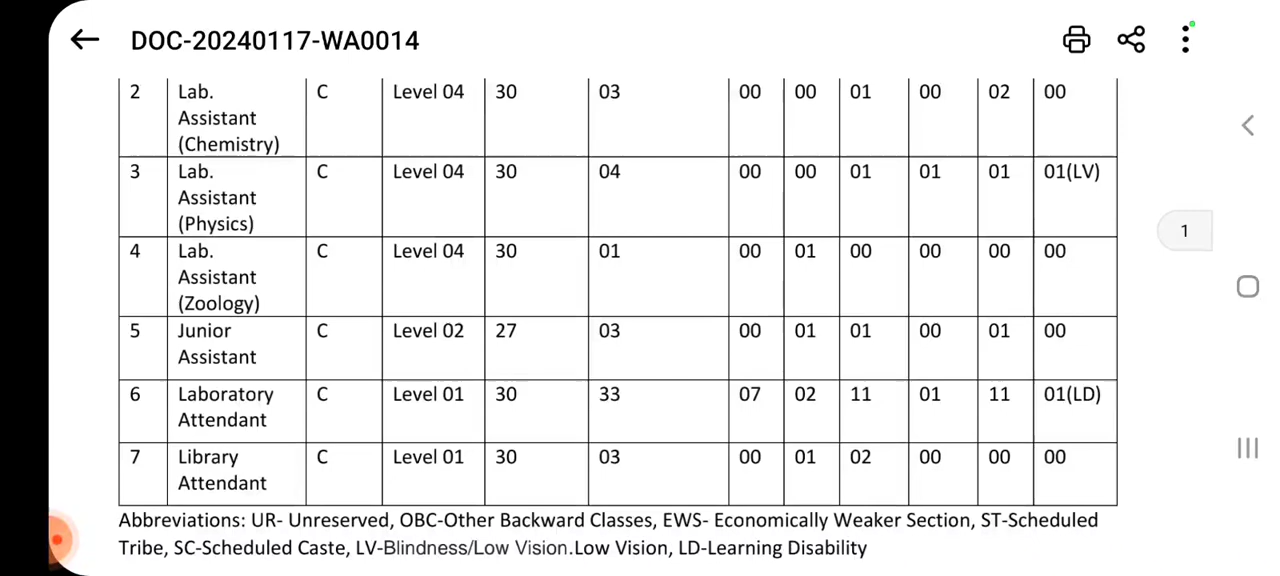 DOC-20240117-WA0014
2 Lab. Assistant (Chemistry) C Level 04 30 03 00 00 01 00 02 00
3 Lab. Assistant (Physics) C Level 04 30 04 00 00 01 01 01 01(LV)
4 Lab. Assistant (Zoology) C Level 04 30 01 00 01 00 00 00 00
5 Junior Assistant C Level 02 27 03 00 01 01 00 01 00
6 Laboratory Attendant C Level 01 30 33 07 02 11 01 11 01(LD)
7 Library Attendant C Level 01 30 03 00 01 02 00 00 00
Abbreviations: UR- Unreserved, OBC-Other Backward Classes, EWS- Economically Weaker Section, ST-Scheduled
Tribe, SC-Scheduled Caste, LV-Blindness/Low Vision.Low Vision, LD-Learning Disability
1